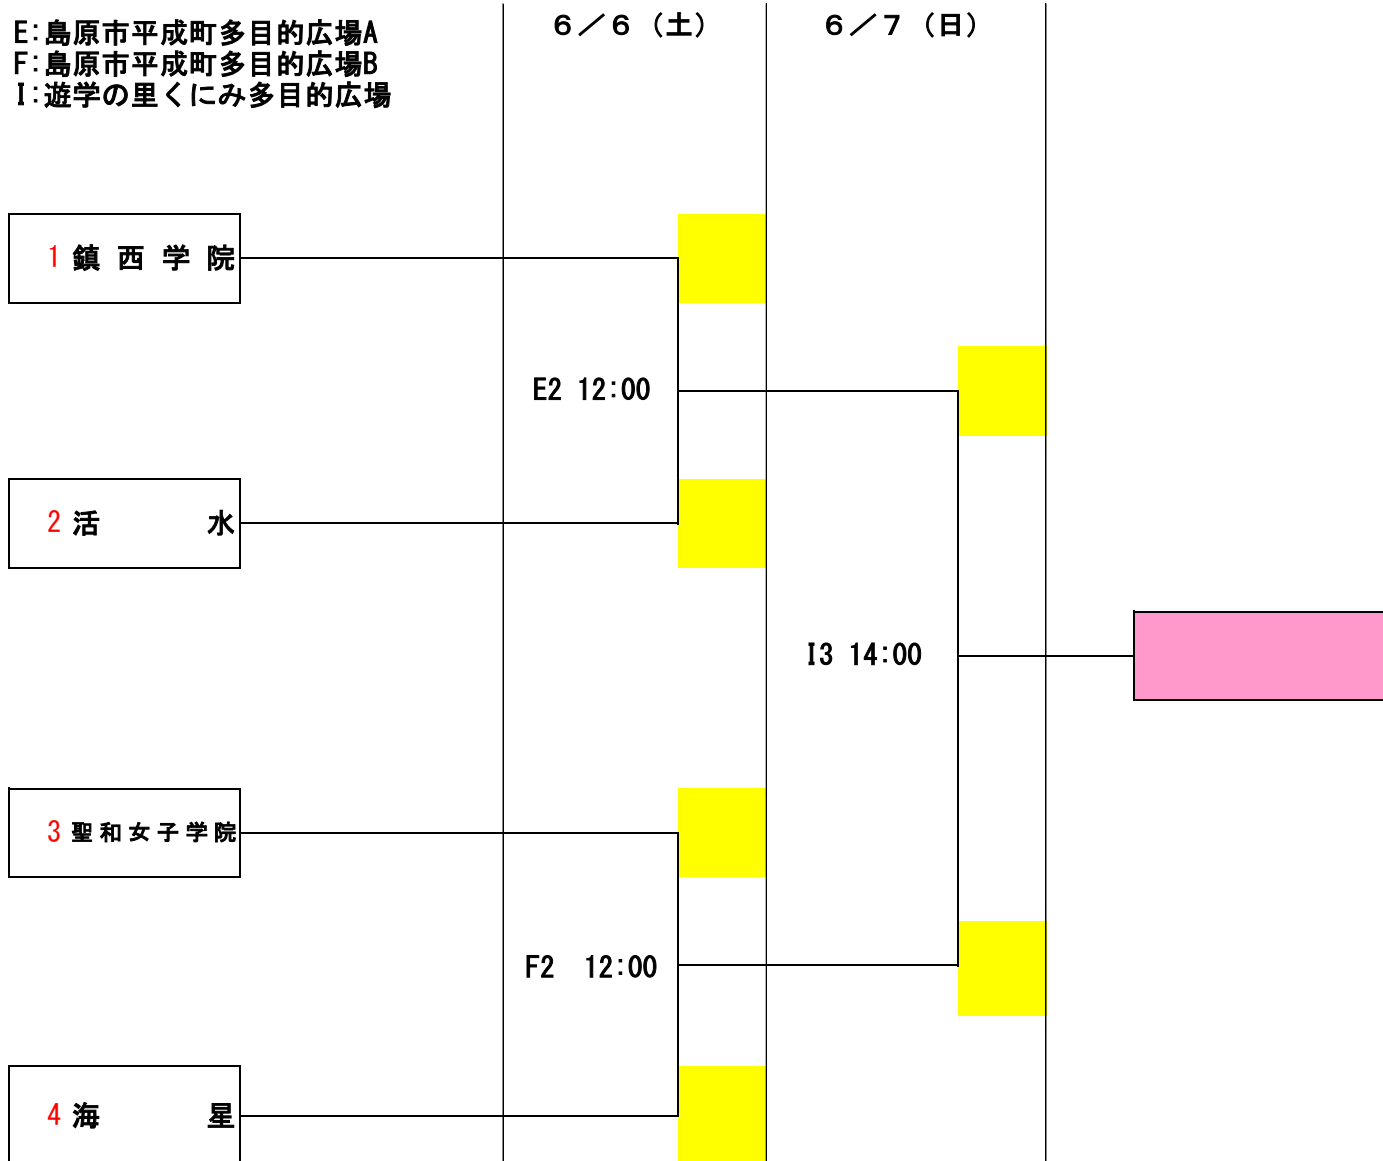 E:島原市平成町多目的広場A
F:島原市平成町多目的広場B
I:遊学の里くにみ多目的広場
６／６（土）
６／７（日）
1 鎮西学院
E2 12:00
2 活水
I3 14:00
3 聖和女子学院
F2 12:00
4 海星